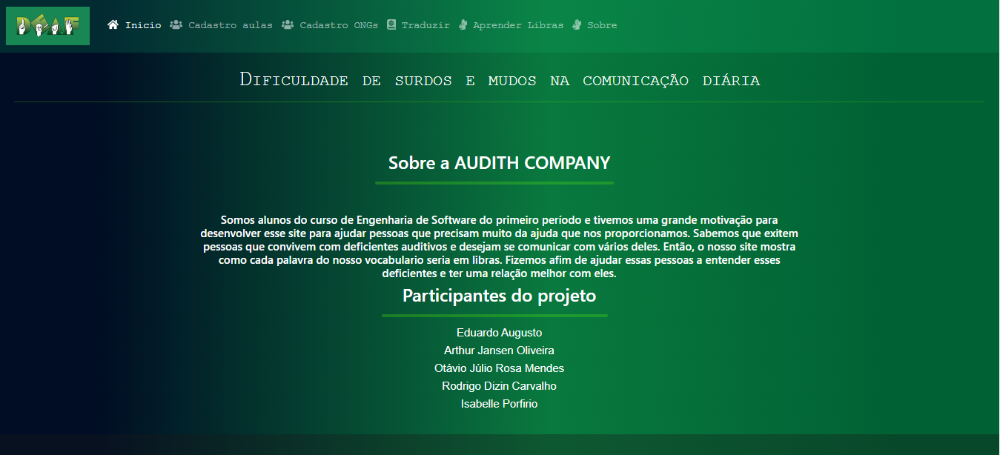 DEAF
Inicio Cadastro aulas Cadastro ONGs Traduzir Aprender Libras Sobre
Dificuldade de surdos e mudos na comunicação diária
Sobre a AUDITH COMPANY
Somos alunos do curso de Engenharia de Software do primeiro período e tivemos uma grande motivação para
desenvolver esse site para ajudar pessoas que precisam muito da ajuda que nos proporcionamos. Sabemos que exitem
pessoas que convivem com deficientes auditivos e desejam se comunicar com vários deles. Então, o nosso site mostra
como cada palavra do nosso vocabulario seria em libras. Fizemos afim de ajudar essas pessoas a entender esses
deficientes e ter uma relação melhor com eles.
Participantes do projeto
Eduardo Augusto
Arthur Jansen Oliveira
Otávio Júlio Rosa Mendes
Rodrigo Dizin Carvalho
Isabelle Porfirio